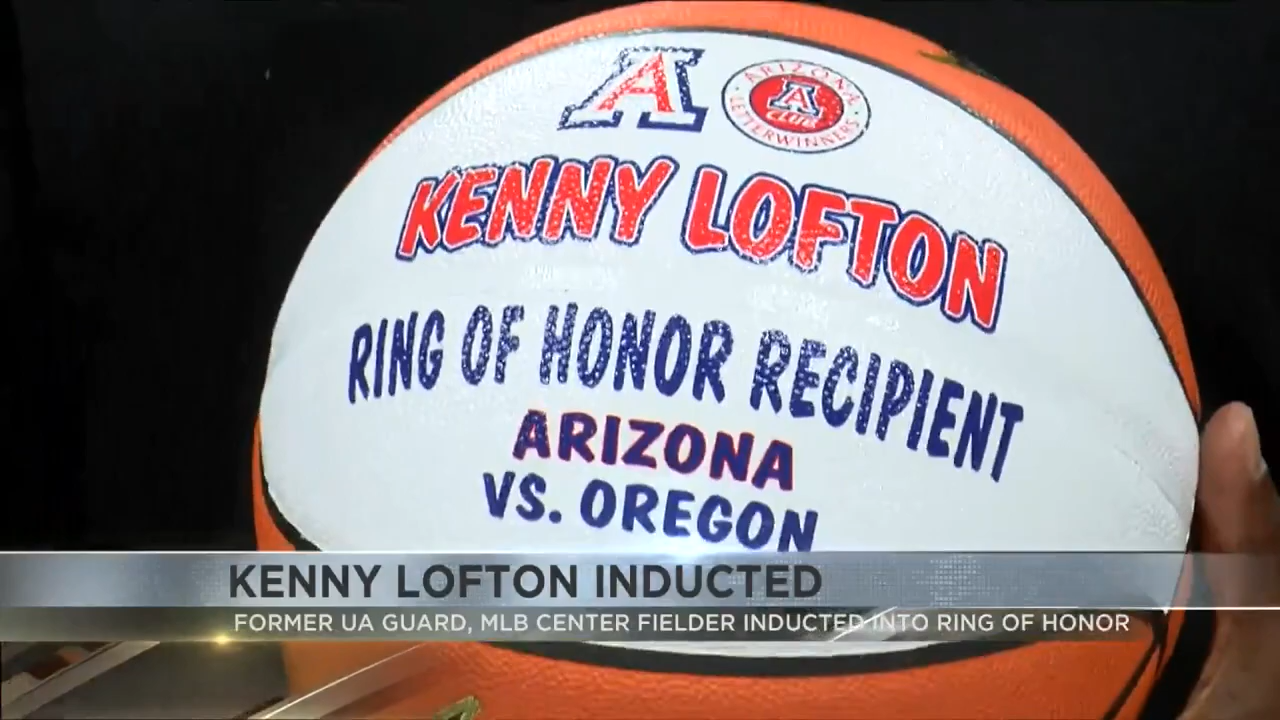 A
ARIZONA
A
CLUB
LETTERWINNERS
KENNY LOFTON
RING OF HONOR RECIPIENT
ARIZONA
VS. OREGON
KENNY LOFTON INDUCTED
FORMER UA GUARD, MLB CENTER FIELDER INDUCTED INTO RING OF HONOR